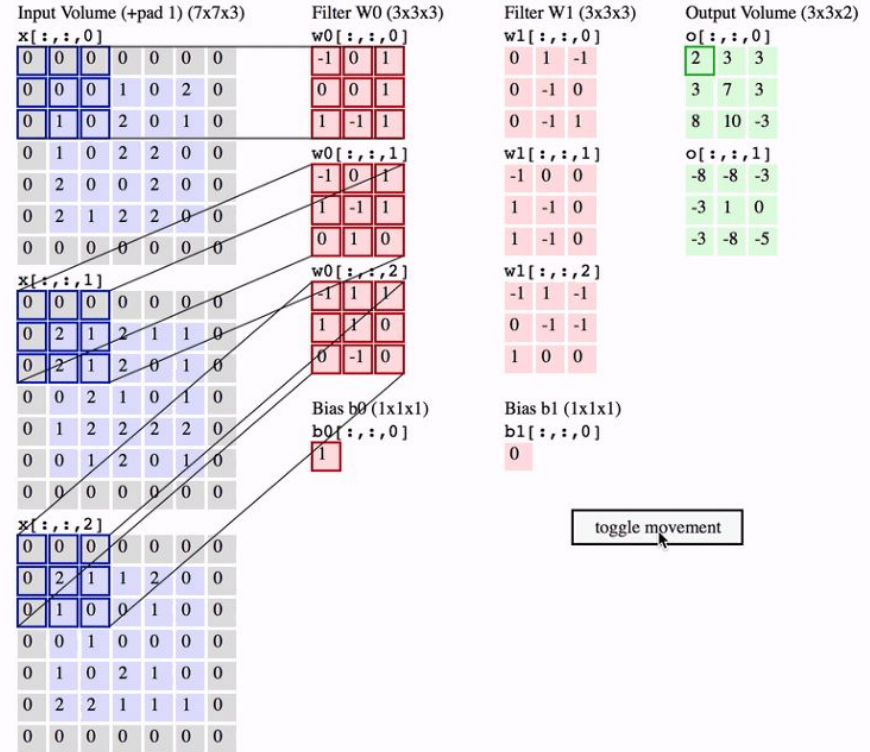 Input Volume (+pad 1) (7x7x3)
x[:,:,0]
0 0 0 0 0 0 0
0 0 0 1 0 2 0
0 1 0 2 0 1 0
0 1 0 2 2 0 0
0 2 0 0 2 0 0
0 2 1 2 2 0 0
0 0 0 0 0 0 0
x[:,:,1]
0 0 0 0 0 0 0
0 2 1 2 1 1 0
0 2 1 2 0 1 0
0 0 2 1 0 1 0
0 1 2 2 2 2 0
0 0 1 2 0 1 0
0 0 0 0 0 0 0
x[:,:,2]
0 0 0 0 0 0 0
0 2 1 1 2 0 0
0 1 0 0 1 0 0
0 0 1 0 0 0 0
0 1 0 2 1 0 0
0 2 2 1 1 1 0
0 0 0 0 0 0 0
Filter W0 (3x3x3)
w0[:,:,0]
-1 0 1
0 0 1
1 -1 1
w0[:,:,1]
-1 0 1
1 -1 1
0 1 0
w0[:,:,2]
-1 1 1
1 1 0
0 -1 0
Bias b0 (1x1x1)
b0[:,:,0]
1
Filter W1 (3x3x3)
w1[:,:,0]
0 1 -1
0 -1 0
0 -1 1
w1[:,:,1]
-1 0 0
1 -1 0
1 -1 0
w1[:,:,2]
-1 1 -1
0 -1 -1
1 0 0
Bias b1 (1x1x1)
b1[:,:,0]
0
Output Volume (3x3x2)
o[:,:,0]
2 3 3
3 7 3
8 10 -3
o[:,:,1]
-8 -8 -3
-3 1 0
-3 -8 -5
toggle movement